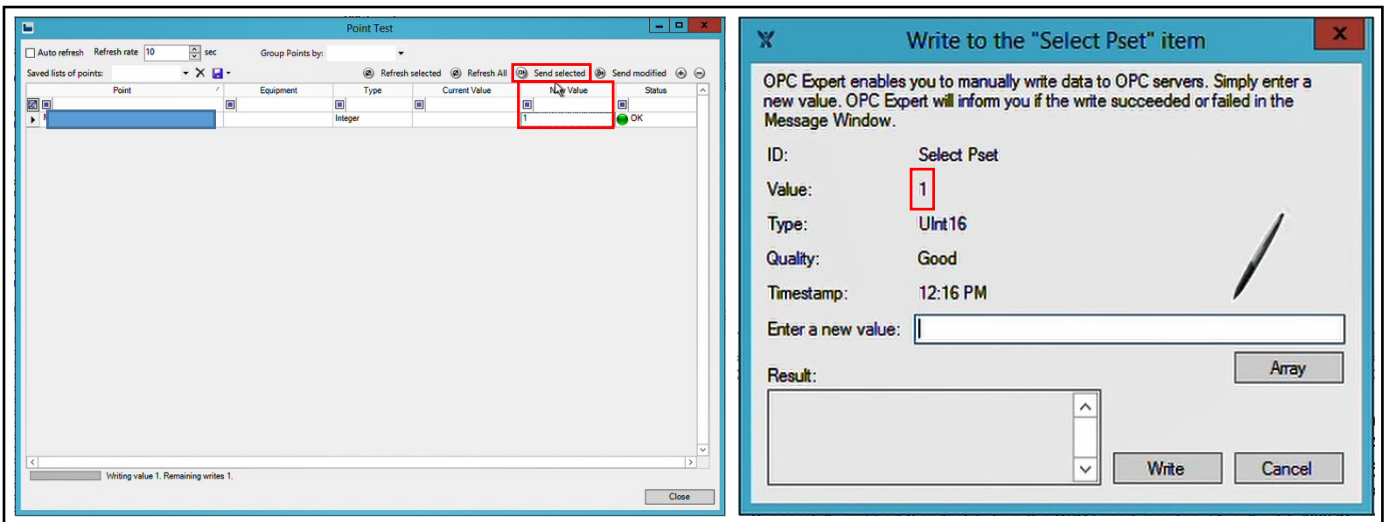 Point Test
Auto refresh Refresh rate 10 sec Group Points by:
Saved lists of points: Refresh selected Refresh All Send selected Send modified
Point Equipment Type Current Value New Value Status
Integer 1 OK
Writing value 1. Remaining writes 1.
Close
Write to the "Select Pset" item
OPC Expert enables you to manually write data to OPC servers. Simply enter a
new value. OPC Expert will inform you if the write succeeded or failed in the
Message Window.
ID: Select Pset
Value: 1
Type: UInt16
Quality: Good
Timestamp: 12:16 PM
Enter a new value:
Array
Result:
Write Cancel